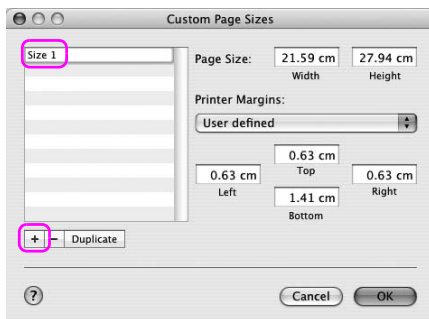 Custom Page Sizes
Size 1
Page Size:
21.59 cm
27.94 cm
Width
Height
Printer Margins:
User defined
0.63 cm
Top
0.63 cm
0.63 cm
Left
Right
1.41 cm
Bottom
+ − Duplicate
?
Cancel
OK